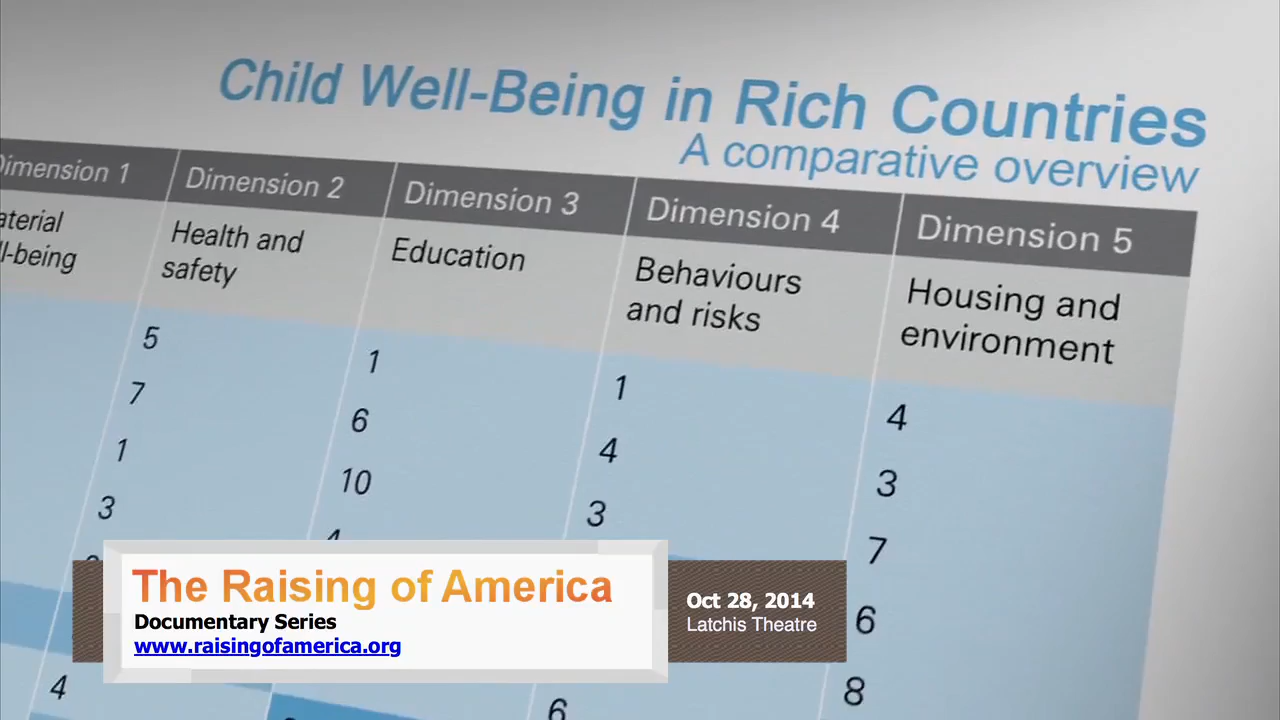 Child Well-Being in Rich Countries
A comparative overview
Dimension 1 Dimension 2 Dimension 3 Dimension 4 Dimension 5
Health and safety
Education
Behaviours and risks
Housing and environment
5 1 1 4
7 6 4 3
1 10 3 7
3 6
4 6 8
The Raising of America
Documentary Series
www.raisingofamerica.org
Oct 28, 2014
Latchis Theatre